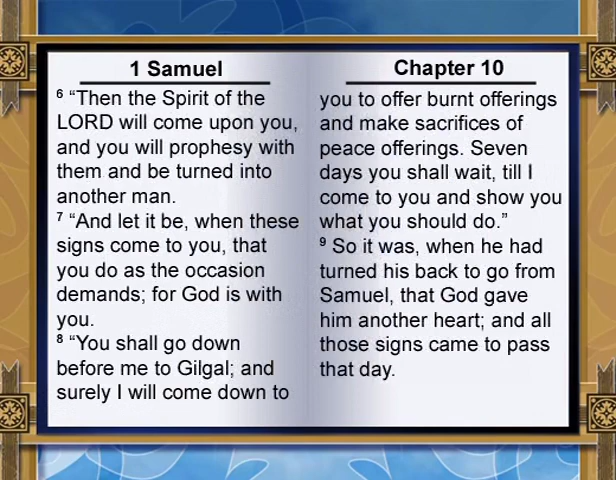 1 Samuel
⁶ “Then the Spirit of the
LORD will come upon you,
and you will prophesy with
them and be turned into
another man.
⁷ “And let it be, when these
signs come to you, that
you do as the occasion
demands; for God is with
you.
⁸ “You shall go down
before me to Gilgal; and
surely I will come down to
Chapter 10
you to offer burnt offerings
and make sacrifices of
peace offerings. Seven
days you shall wait, till I
come to you and show you
what you should do.”
⁹ So it was, when he had
turned his back to go from
Samuel, that God gave
him another heart; and all
those signs came to pass
that day.